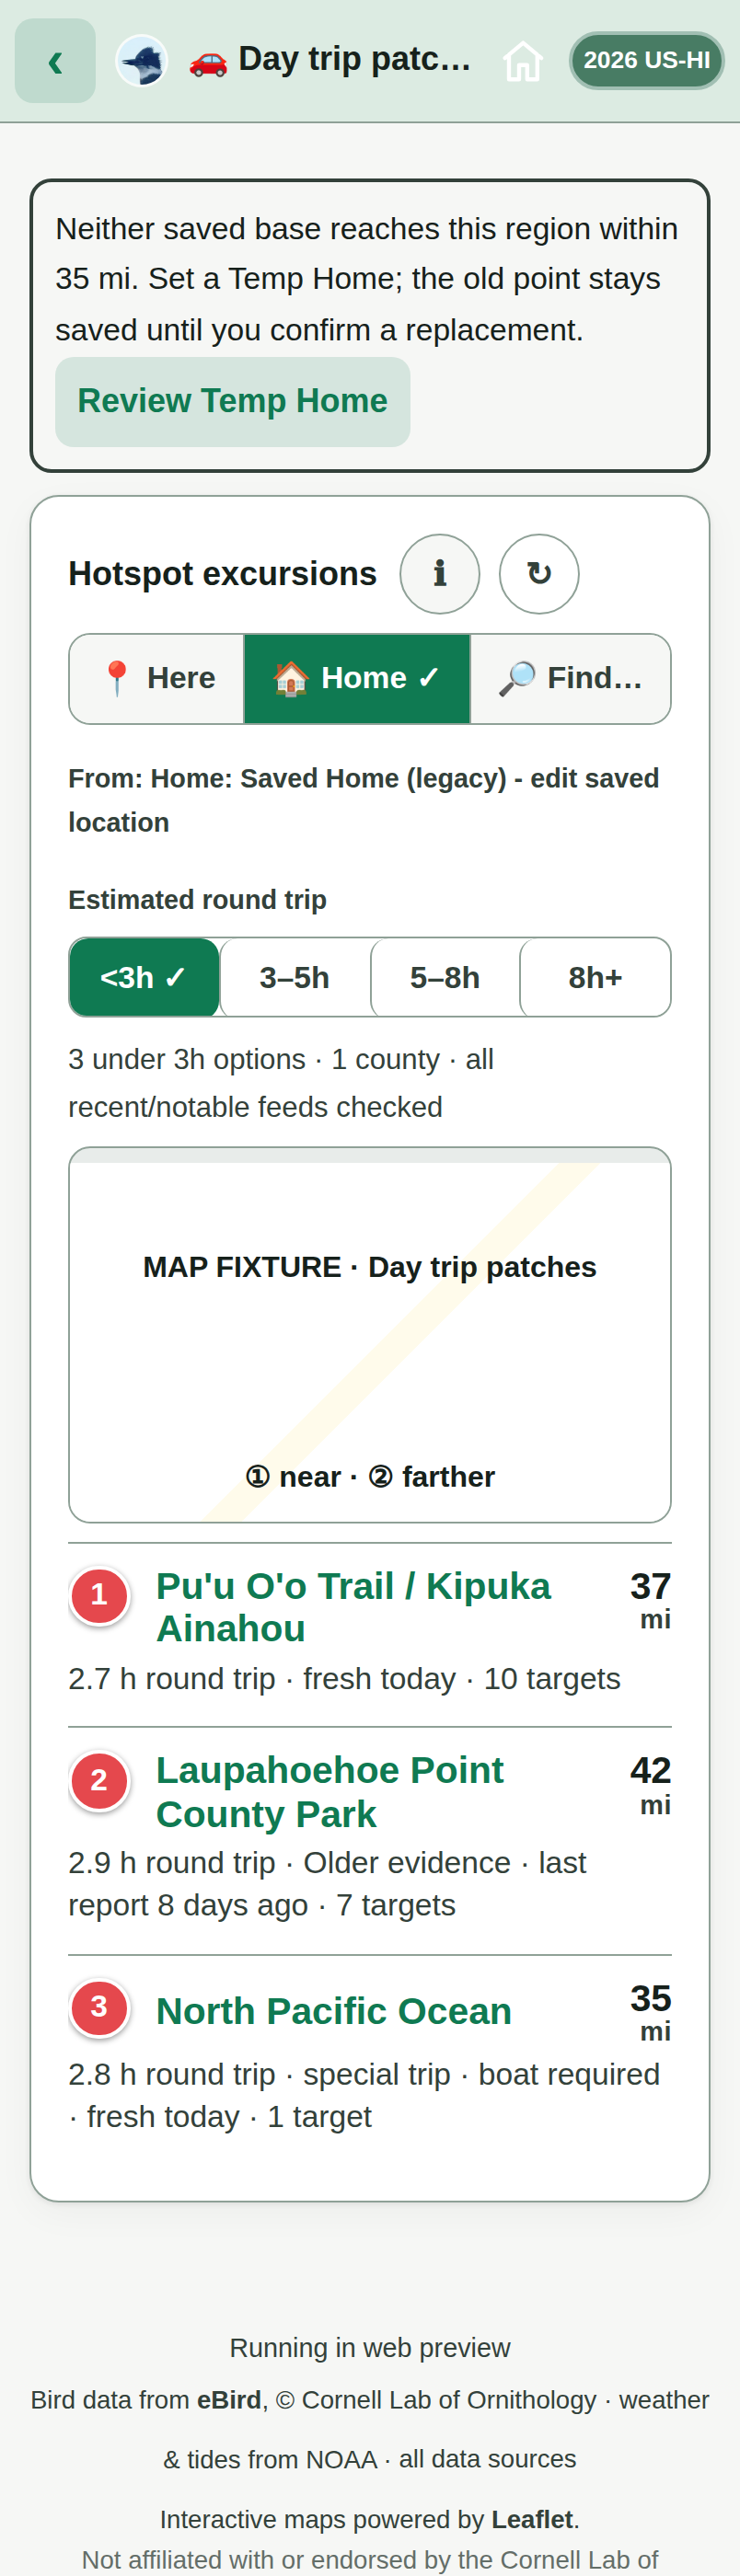 ‹ 🚗 Day trip patc… 2026 US-HI
Neither saved base reaches this region within
35 mi. Set a Temp Home; the old point stays
saved until you confirm a replacement.
Review Temp Home
Hotspot excursions ℹ ↻
📍 Here 🏠 Home ✓ 🔎 Find…
From: Home: Saved Home (legacy) - edit saved
location
Estimated round trip
<3h ✓ 3–5h 5–8h 8h+
3 under 3h options · 1 county · all
recent/notable feeds checked
MAP FIXTURE · Day trip patches
① near · ② farther
1 Pu'u O'o Trail / Kipuka 37
Ainahou mi
2.7 h round trip · fresh today · 10 targets
2 Laupahoehoe Point 42
County Park mi
2.9 h round trip · Older evidence · last
report 8 days ago · 7 targets
3 North Pacific Ocean 35
mi
2.8 h round trip · special trip · boat required
· fresh today · 1 target
Running in web preview
Bird data from eBird, © Cornell Lab of Ornithology · weather
& tides from NOAA · all data sources
Interactive maps powered by Leaflet.
Not affiliated with or endorsed by the Cornell Lab of